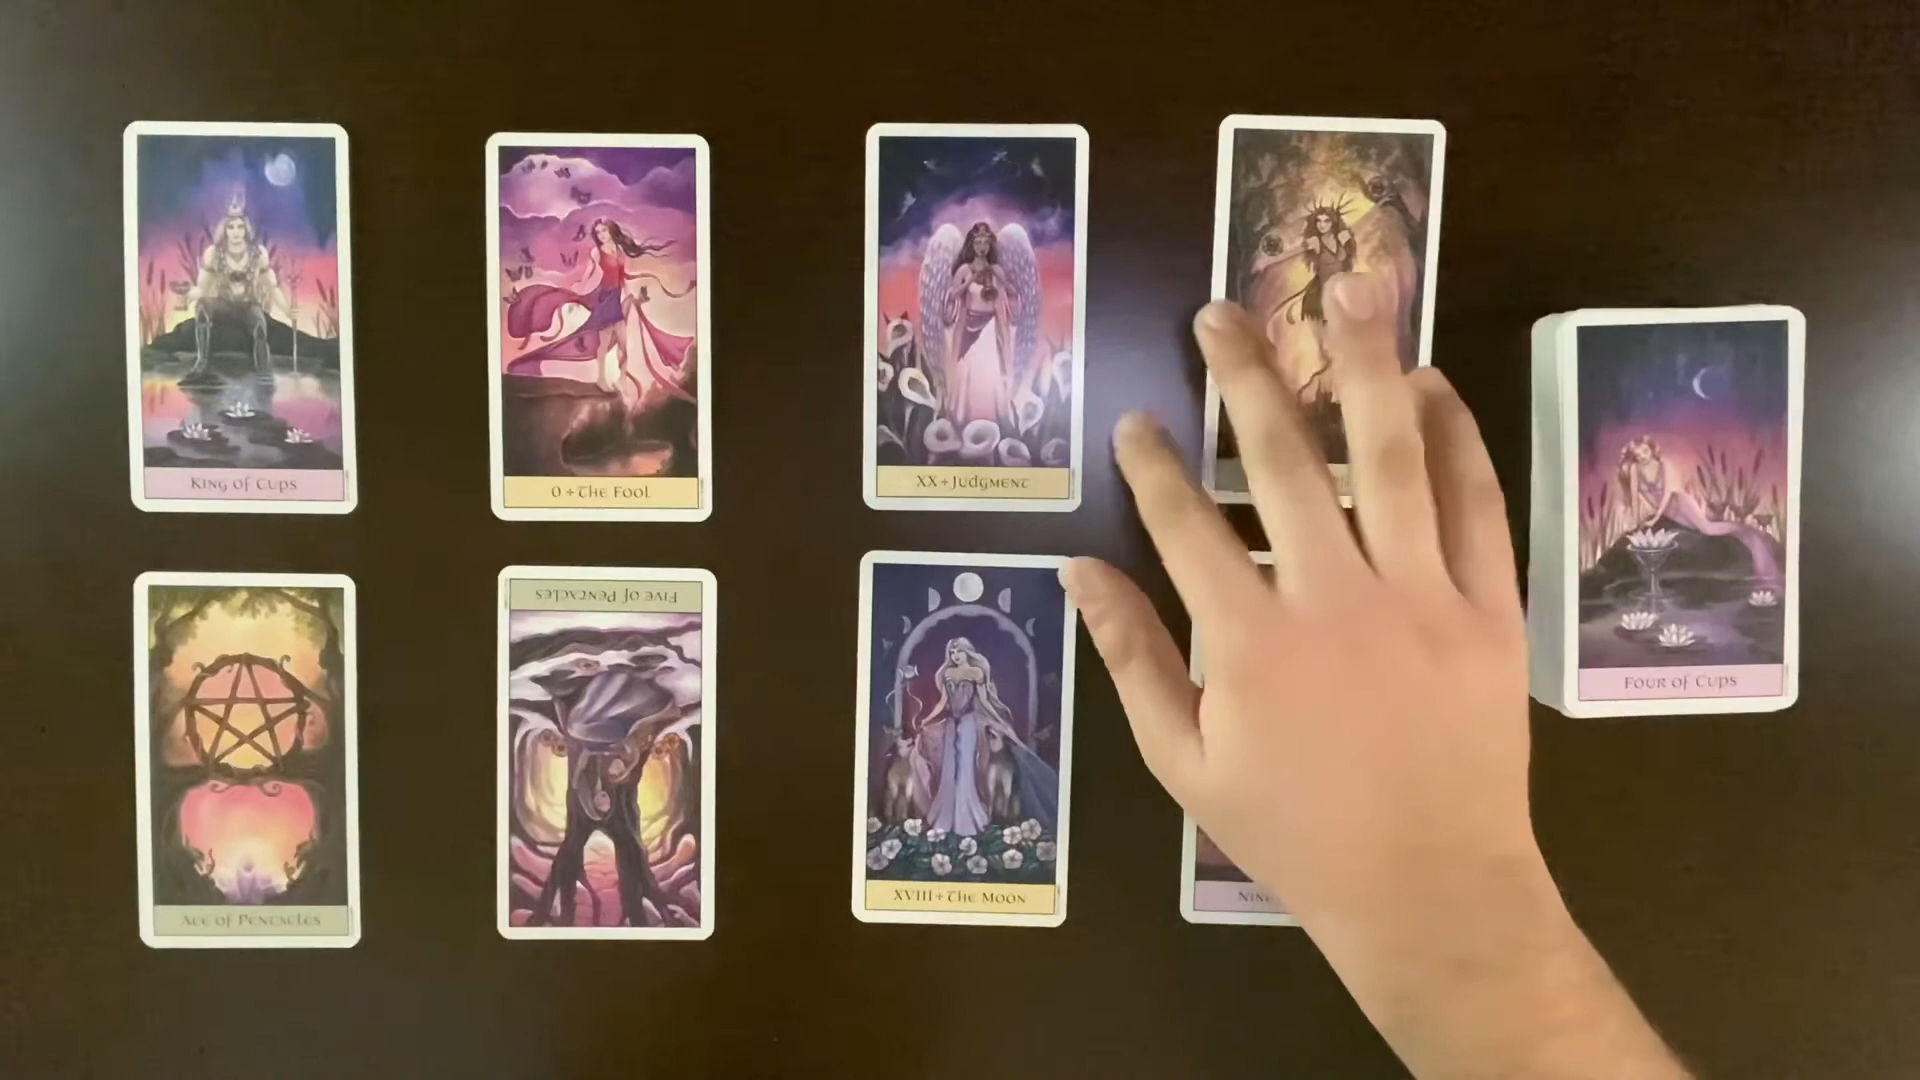 King of Cups
0 + The Fool
XX + Judgment
Four of Cups
Ace of Pentacles
Five of Pentacles
XVIII + The Moon
Nine